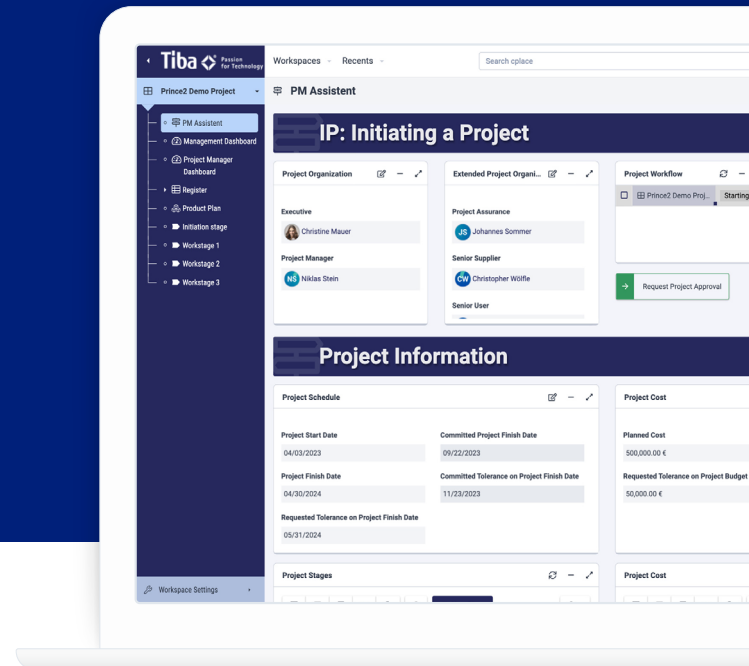 Tiba Passion for Technology
Workspaces
Recents
Search cplace
Prince2 Demo Project
PM Assistent
PM Assistent
Management Dashboard
Project Manager
Dashboard
Register
Product Plan
Initiation stage
Workstage 1
Workstage 2
Workstage 3
Workspace Settings
IP: Initiating a Project
Project Organization
Executive
Christine Mauer
Project Manager
NS Niklas Stein
Extended Project Organi...
Project Assurance
JS Johannes Sommer
Senior Supplier
CW Christopher Wölfle
Senior User
Project Workflow
Prince2 Demo Proj... Starting
Request Project Approval
Project Information
Project Schedule
Project Start Date
04/03/2023
Committed Project Finish Date
09/22/2023
Project Finish Date
04/30/2024
Committed Tolerance on Project Finish Date
11/23/2023
Requested Tolerance on Project Finish Date
05/31/2024
Project Cost
Planned Cost
500,000.00 €
Requested Tolerance on Project Budget
50,000.00 €
Project Stages
Project Cost